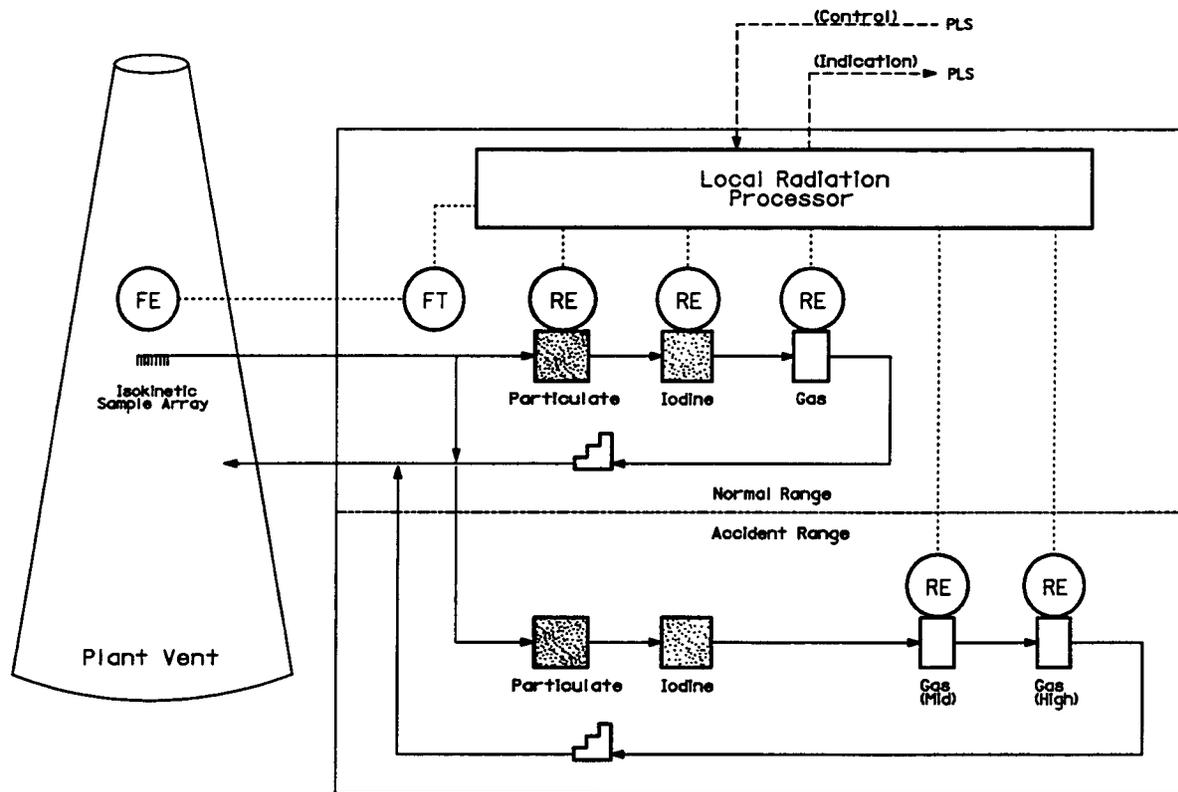 (Control)
PLS
(Indication)
PLS
Local Radiation
Processor
FE
FT
RE
RE
RE
Isokinetic
Sample Array
Particulate
Iodine
Gas
Normal Range
Accident Range
RE
RE
Plant Vent
Particulate
Iodine
Gas
(Mid)
Gas
(High)